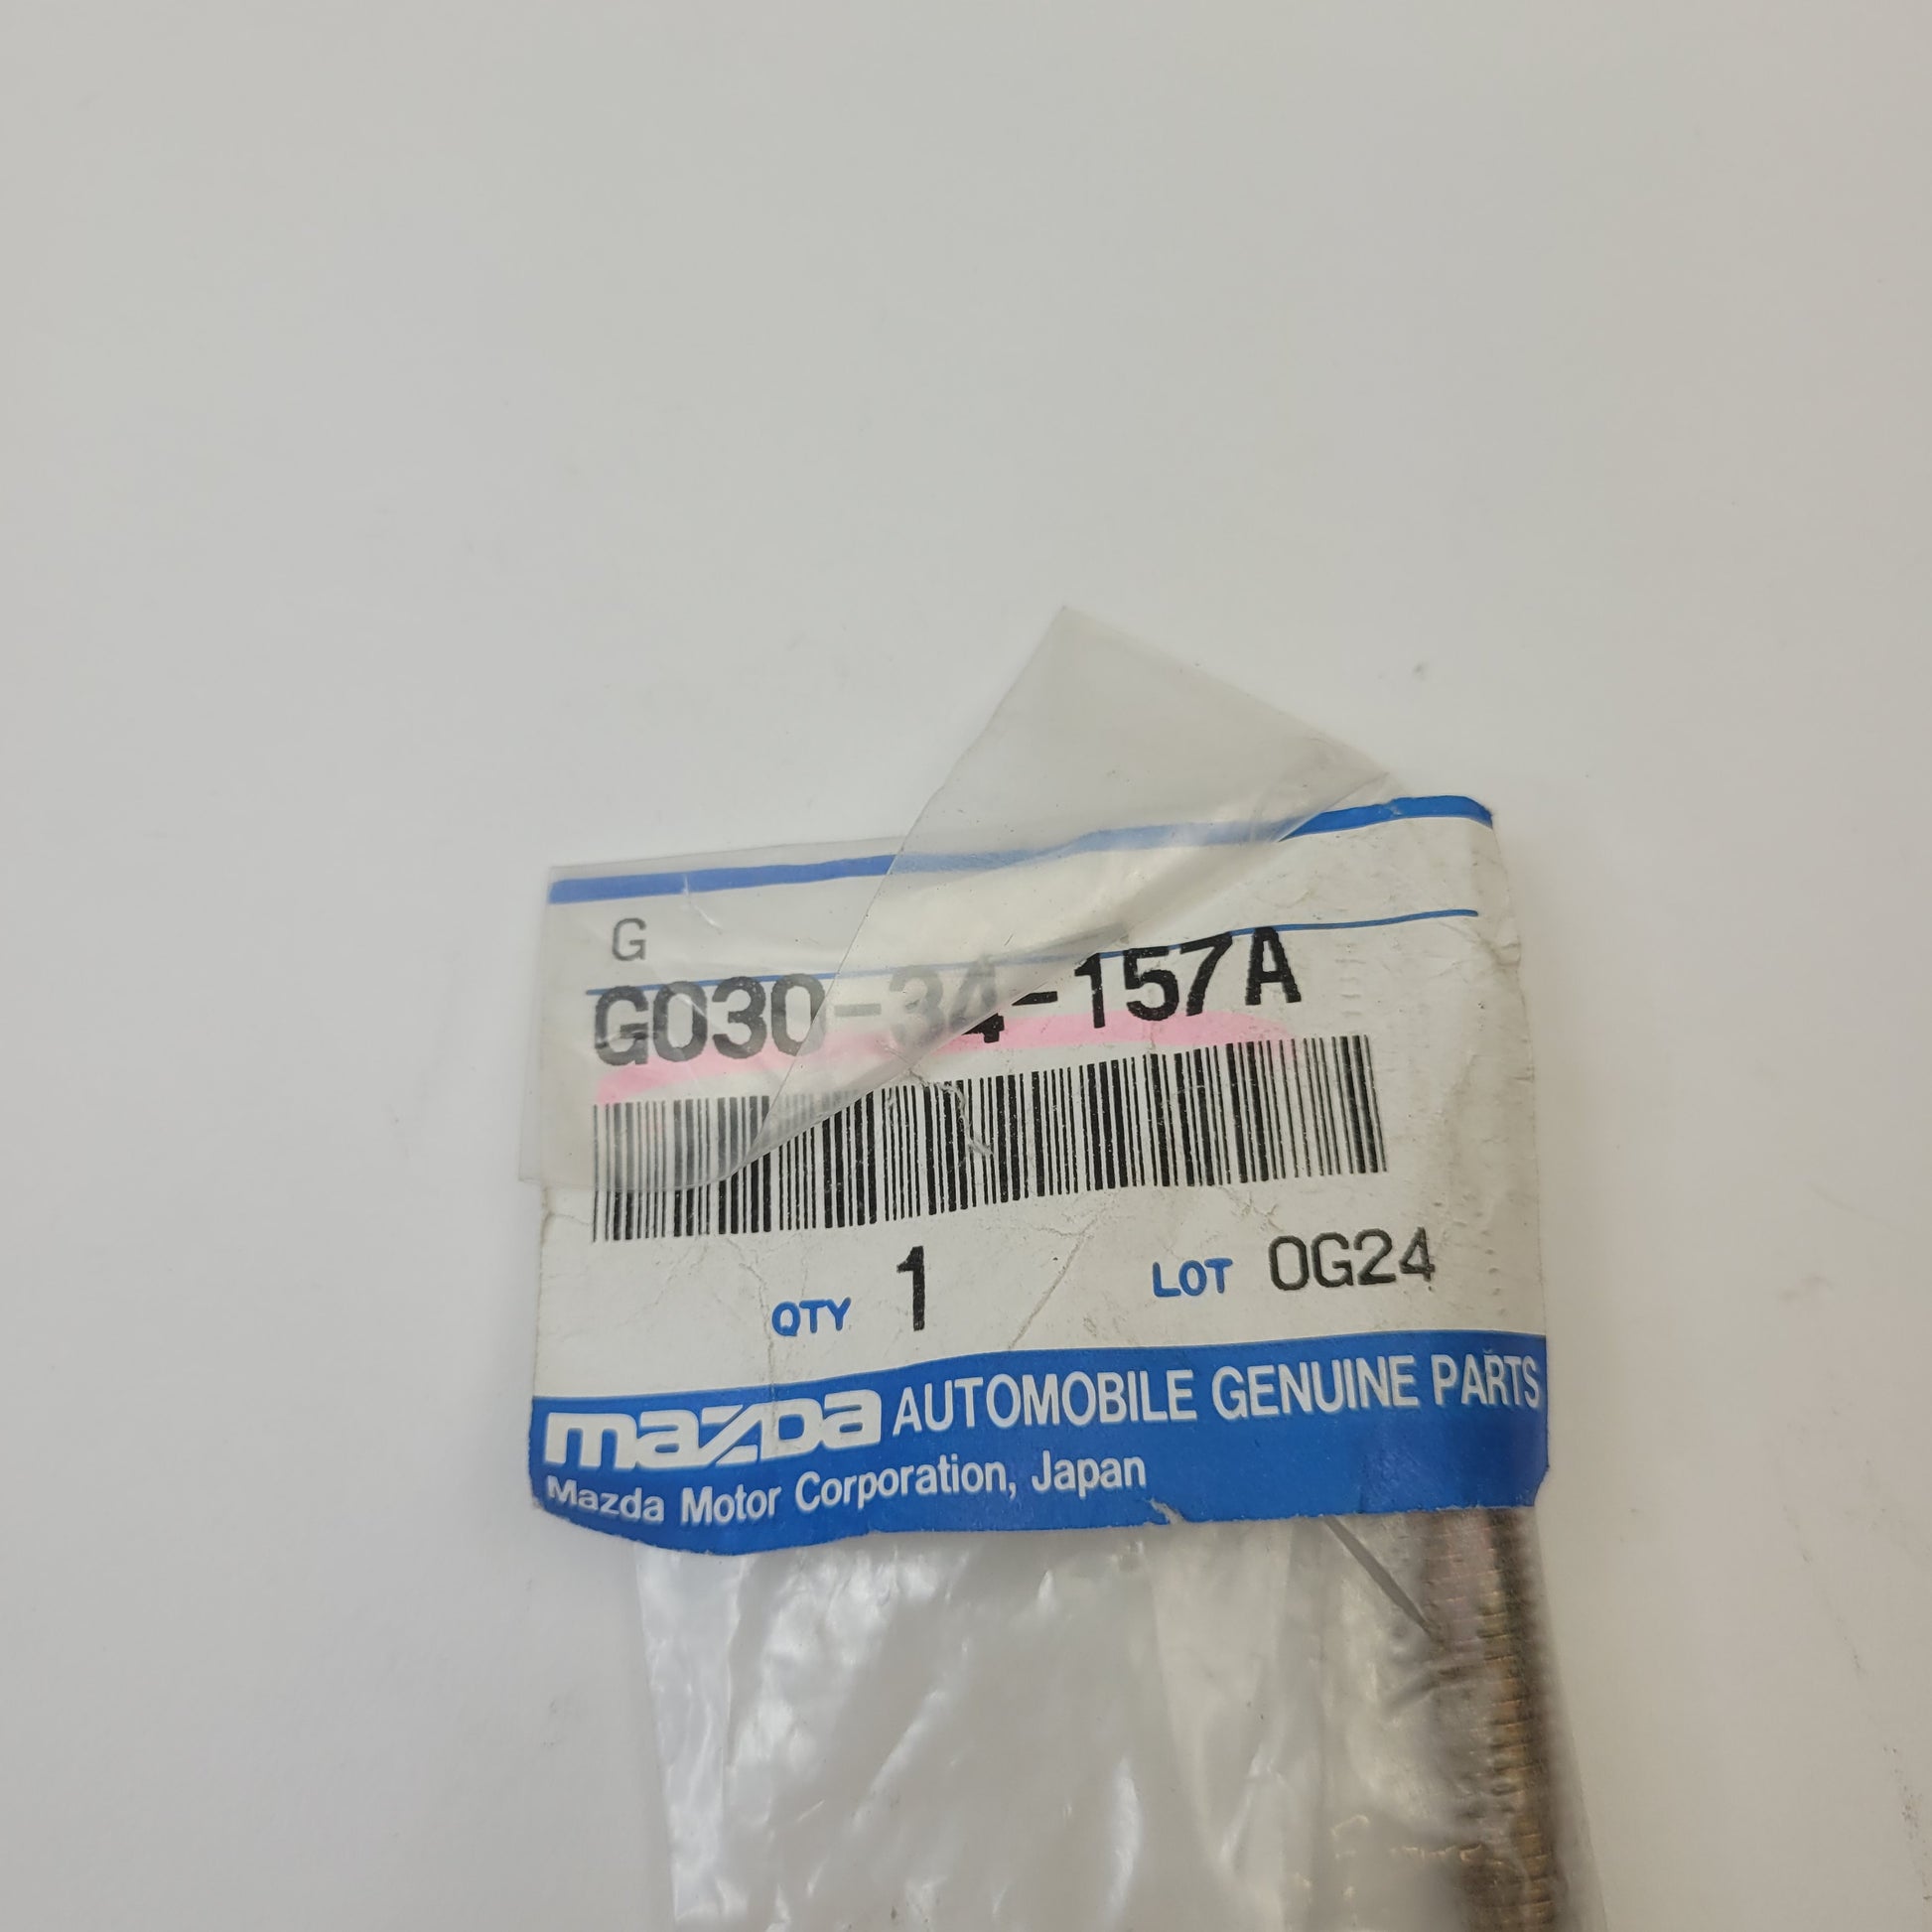 G
G030-34-157A
QTY 1 LOT 0G24
mazda AUTOMOBILE GENUINE PARTS
Mazda Motor Corporation, Japan